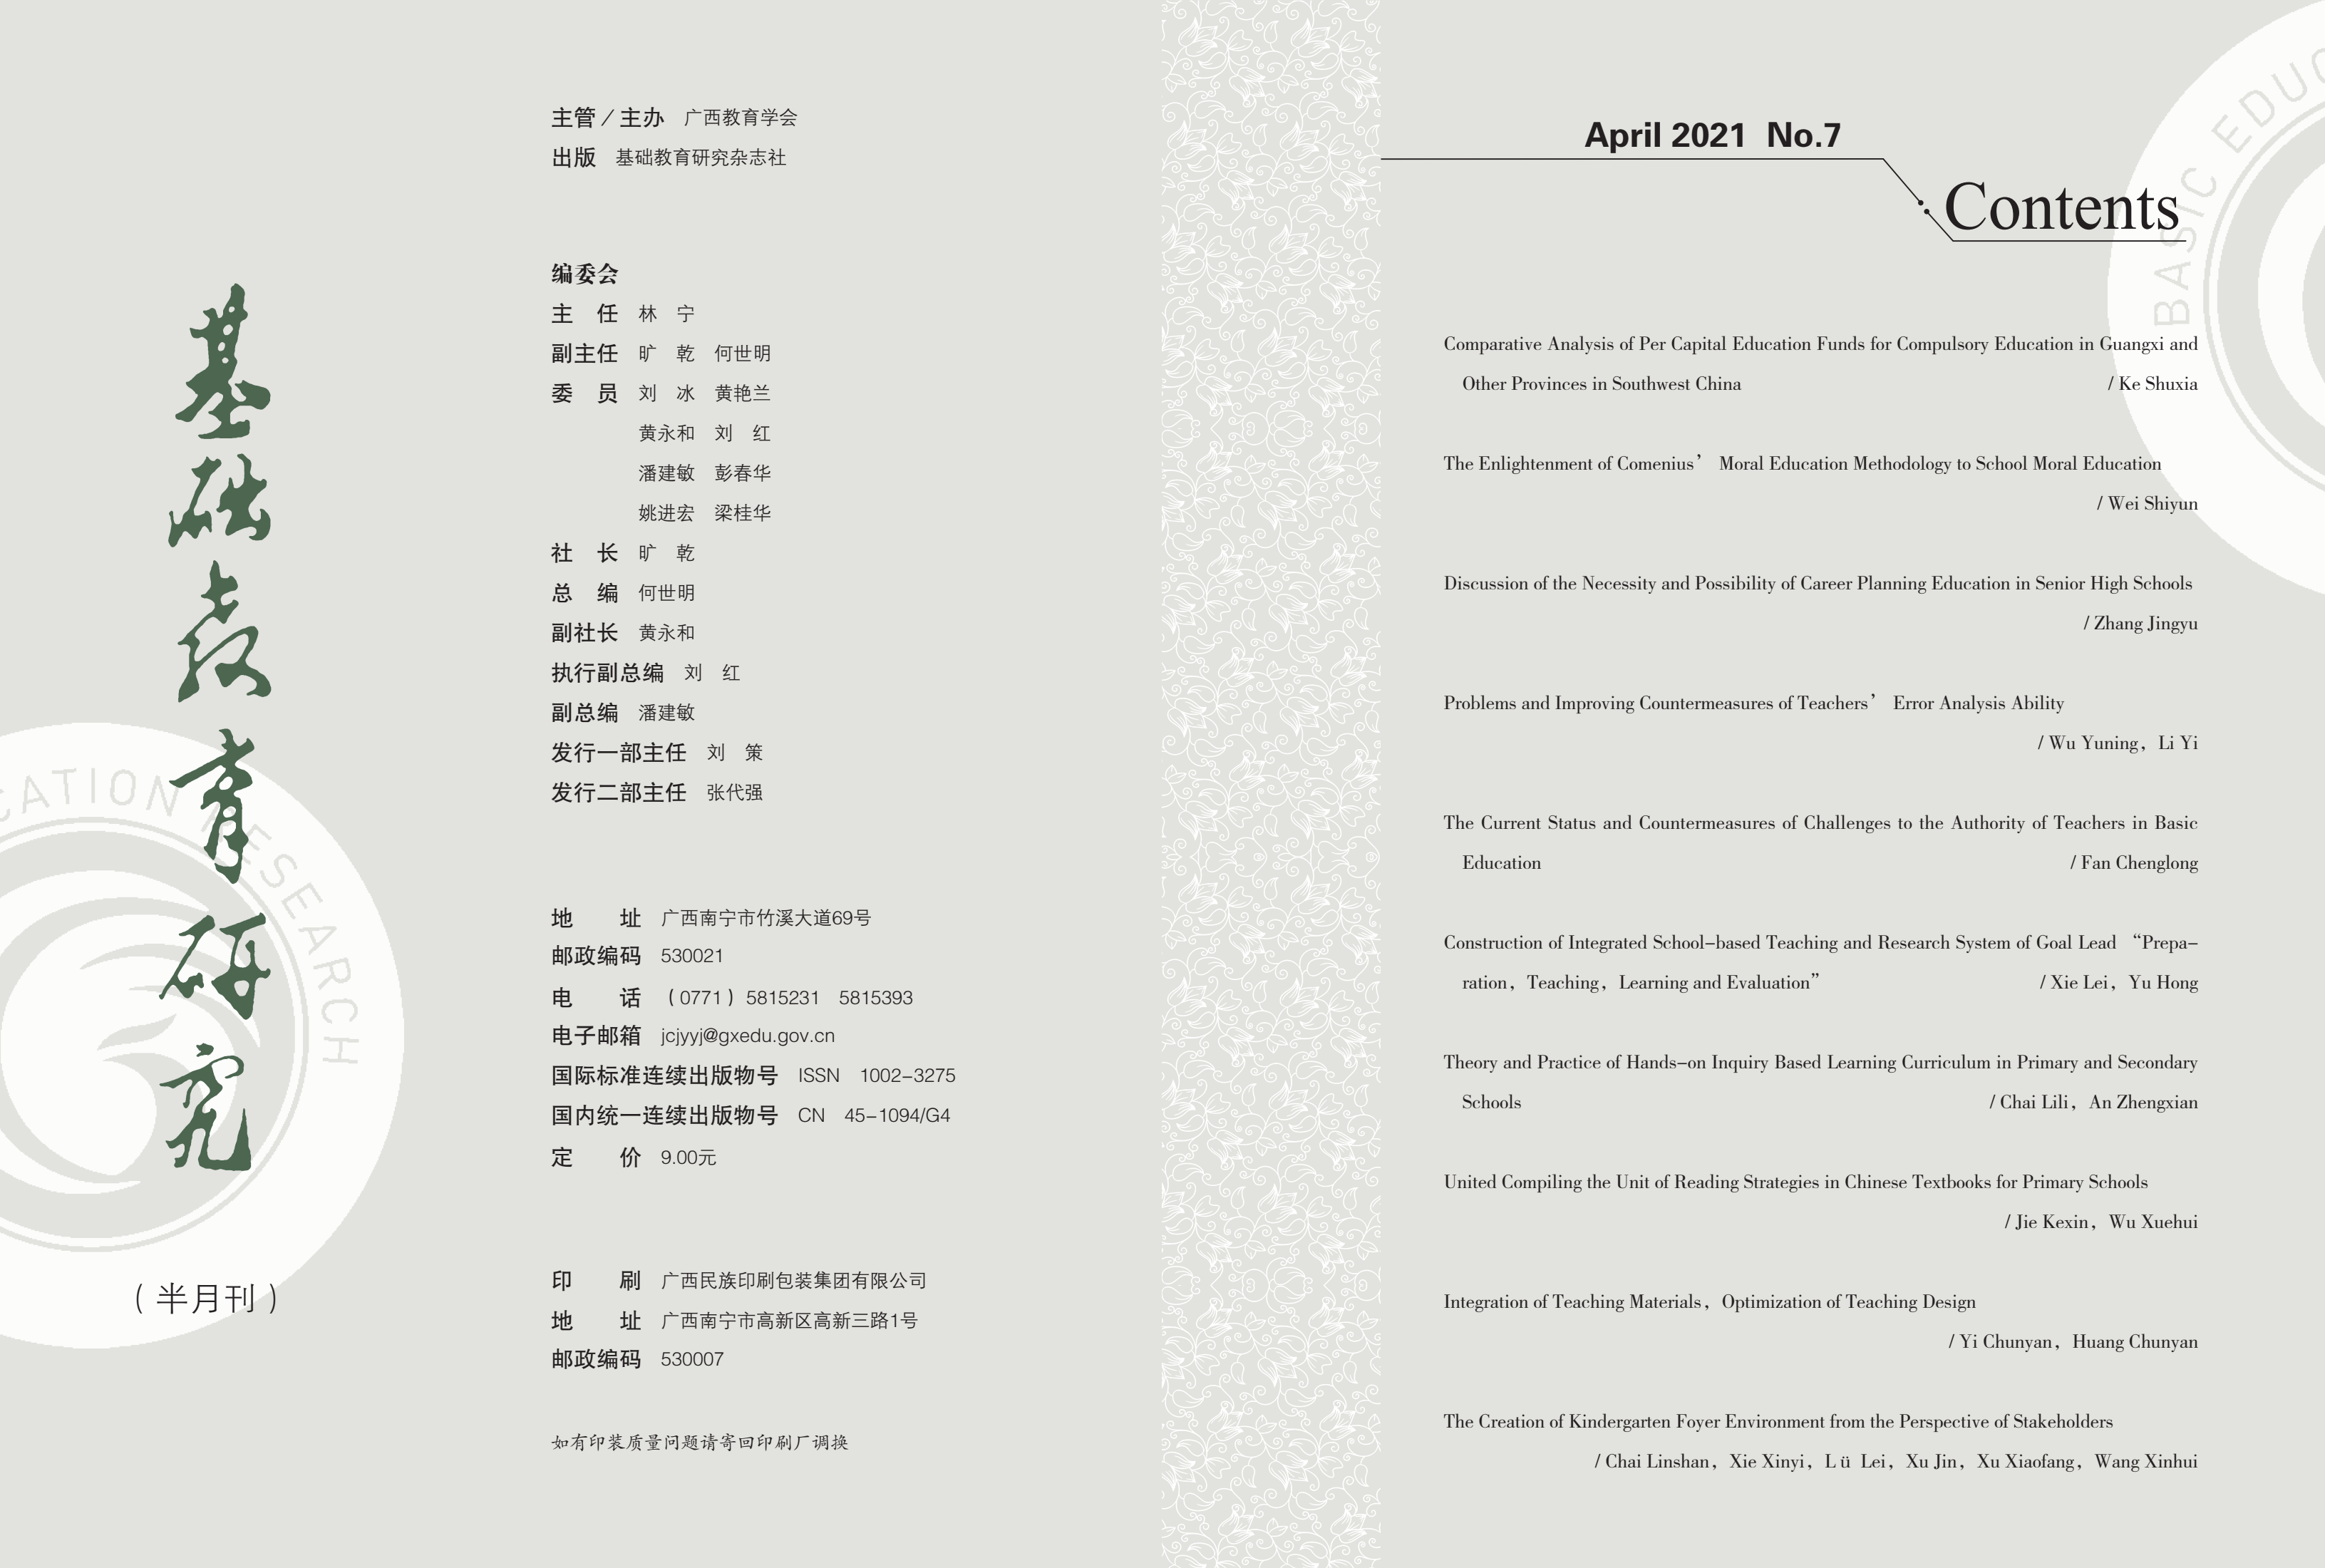 基础教育研究
（半月刊）
CATION RESEARCH
主管／主办 广西教育学会
出版 基础教育研究杂志社
编委会
主 任 林 宁
副主任 旷 乾 何世明
委 员 刘 冰 黄艳兰
黄永和 刘 红
潘建敏 彭春华
姚进宏 梁桂华
社 长 旷 乾
总 编 何世明
副社长 黄永和
执行副总编 刘 红
副总编 潘建敏
发行一部主任 刘 策
发行二部主任 张代强
地 址 广西南宁市竹溪大道69号
邮政编码 530021
电 话 （0771）5815231 5815393
电子邮箱 jcjyyj@gxedu.gov.cn
国际标准连续出版物号 ISSN 1002-3275
国内统一连续出版物号 CN 45-1094/G4
定 价 9.00元
印 刷 广西民族印刷包装集团有限公司
地 址 广西南宁市高新区高新三路1号
邮政编码 530007
如有印装质量问题请寄回印刷厂调换
BASIC EDUC
April 2021 No.7
Contents
Comparative Analysis of Per Capital Education Funds for Compulsory Education in Guangxi and
Other Provinces in Southwest China / Ke Shuxia
The Enlightenment of Comenius’ Moral Education Methodology to School Moral Education
/ Wei Shiyun
Discussion of the Necessity and Possibility of Career Planning Education in Senior High Schools
/ Zhang Jingyu
Problems and Improving Countermeasures of Teachers’ Error Analysis Ability
/ Wu Yuning, Li Yi
The Current Status and Countermeasures of Challenges to the Authority of Teachers in Basic
Education / Fan Chenglong
Construction of Integrated School-based Teaching and Research System of Goal Lead “Prepa-
ration, Teaching, Learning and Evaluation” / Xie Lei, Yu Hong
Theory and Practice of Hands-on Inquiry Based Learning Curriculum in Primary and Secondary
Schools / Chai Lili, An Zhengxian
United Compiling the Unit of Reading Strategies in Chinese Textbooks for Primary Schools
/ Jie Kexin, Wu Xuehui
Integration of Teaching Materials, Optimization of Teaching Design
/ Yi Chunyan, Huang Chunyan
The Creation of Kindergarten Foyer Environment from the Perspective of Stakeholders
/ Chai Linshan, Xie Xinyi, Lü Lei, Xu Jin, Xu Xiaofang, Wang Xinhui